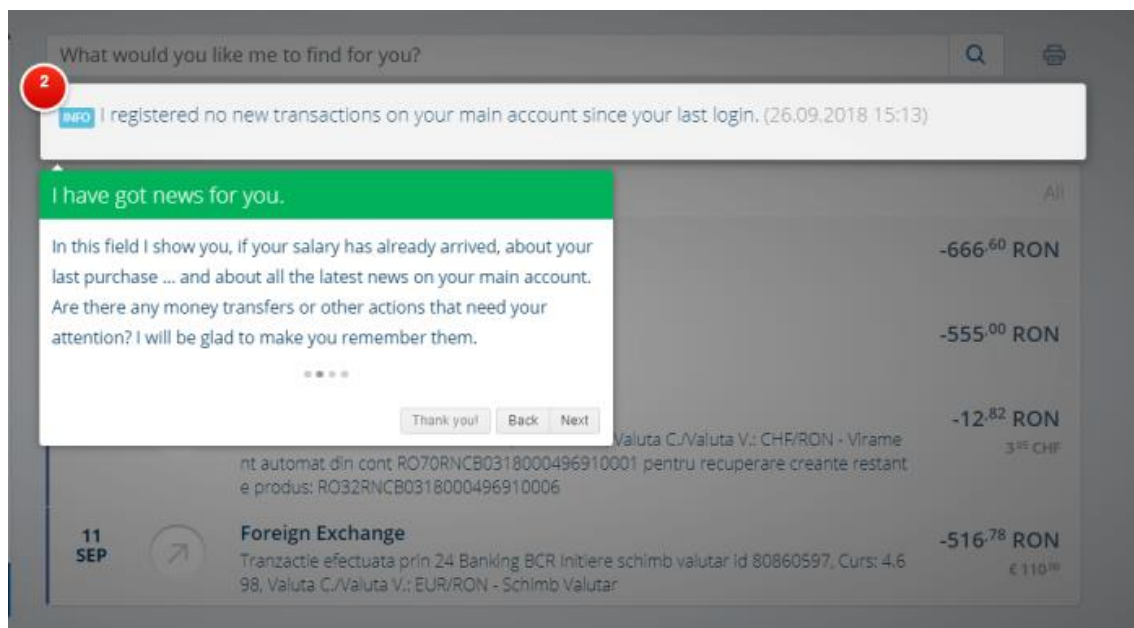 What would you like me to find for you?
2
INFO I registered no new transactions on your main account since your last login. (26.09.2018 15:13)
I have got news for you.
All
In this field I show you, if your salary has already arrived, about your
last purchase ... and about all the latest news on your main account.
Are there any money transfers or other actions that need your
attention? I will be glad to make you remember them.
-666.60 RON
-555.00 RON
Thank you! Back Next
-12.82 RON
Valuta C./Valuta V.: CHF/RON - Virame
CHF
nt automat din cont RO70RNCB0318000496910001 pentru recuperare creante restant
e produs: RO32RNCB0318000496910006
11
SEP
Foreign Exchange
-516.78 RON
Tranzactie efectuata prin 24 Banking BCR Initiere schimb valutar id 80860597, Curs: 4.6
98, Valuta C./Valuta V.: EUR/RON - Schimb Valutar
€ 110.00